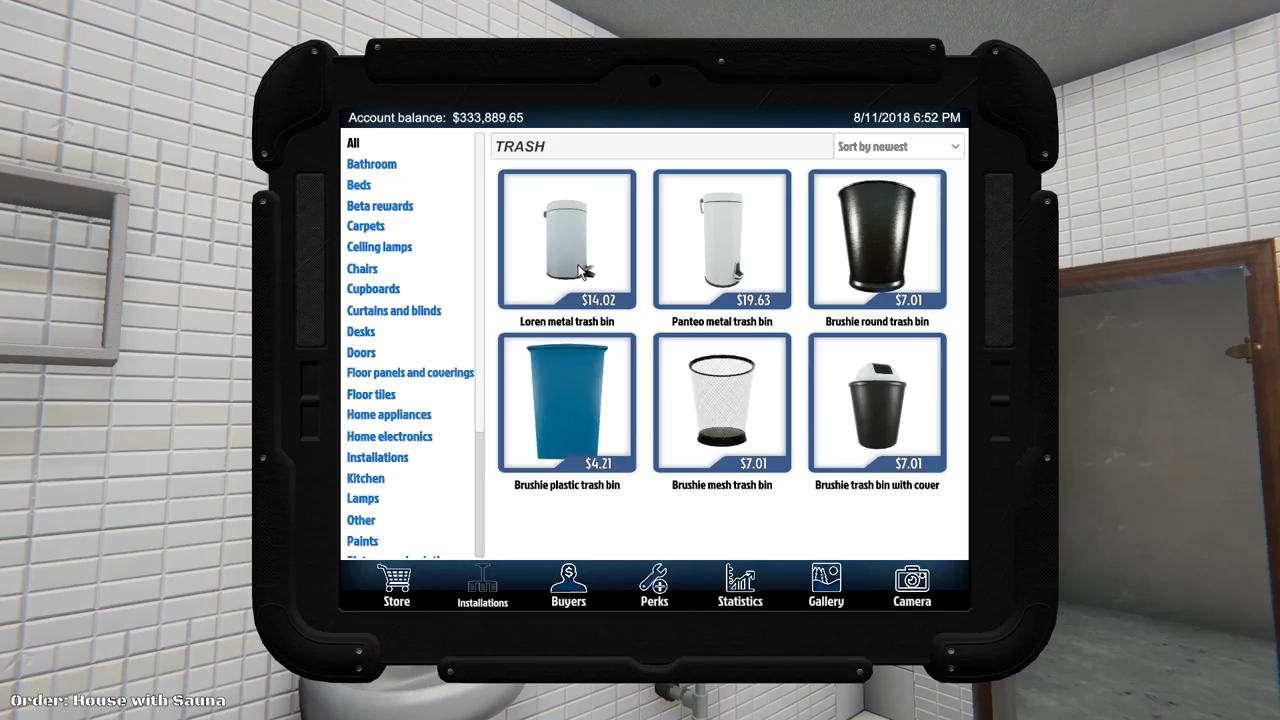 Account balance: $333,889.65
8/11/2018 6:52 PM
All
Bathroom
Beds
Beta rewards
Carpets
Ceiling lamps
Chairs
Cupboards
Curtains and blinds
Desks
Doors
Floor panels and coverings
Floor tiles
Home appliances
Home electronics
Installations
Kitchen
Lamps
Other
Paints
TRASH
Sort by newest
$14.02
$19.63
$7.01
Loren metal trash bin
Panteo metal trash bin
Brushie round trash bin
$4.21
$7.01
$7.01
Brushie plastic trash bin
Brushie mesh trash bin
Brushie trash bin with cover
Store
Installations
Buyers
Perks
Statistics
Gallery
Camera
Order: House with Sauna